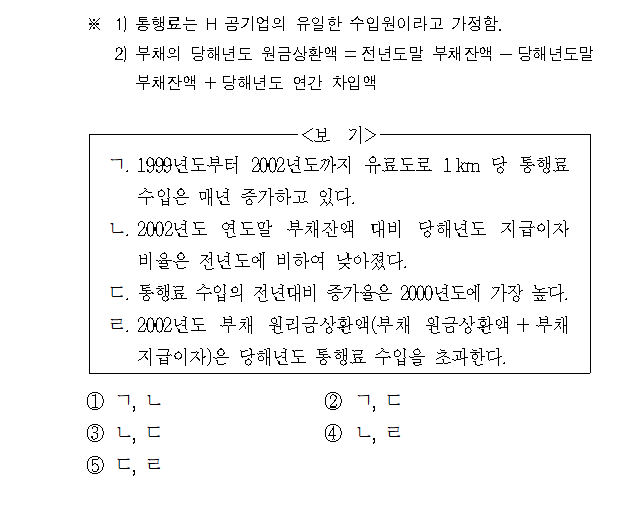 ※ 1) 통행료는 H 공기업의 유일한 수입원이라고 가정함.
2) 부채의 당해년도 원금상환액 = 전년도말 부채잔액 - 당해년도말
부채잔액 + 당해년도 연간 차입액
<보 기>
ㄱ. 1999년도부터 2002년도까지 유료도로 1km 당 통행료
수입은 매년 증가하고 있다.
ㄴ. 2002년도 연도말 부채잔액 대비 당해년도 지급이자
비율은 전년도에 비하여 낮아졌다.
ㄷ. 통행료 수입의 전년대비 증가율은 2000년도에 가장 높다.
ㄹ. 2002년도 부채 원리금상환액(부채 원금상환액 + 부채
지급이자)은 당해년도 통행료 수입을 초과한다.
① ㄱ, ㄴ ② ㄱ, ㄷ
③ ㄴ, ㄷ ④ ㄴ, ㄹ
⑤ ㄷ, ㄹ